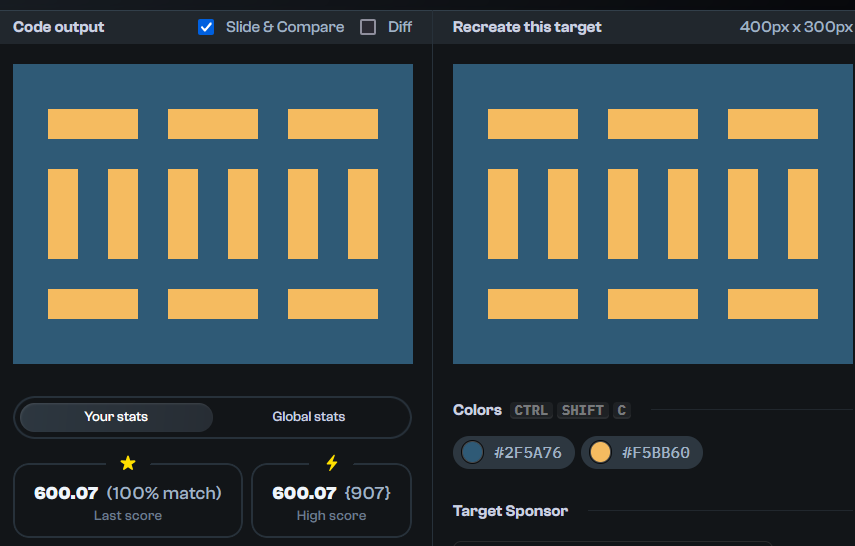 Code output
Slide & Compare
Diff
Recreate this target
400px x 300px
Your stats
Global stats
600.07 (100% match)
Last score
600.07 {907}
High score
Colors CTRL SHIFT C
#2F5A76
#F5BB60
Target Sponsor